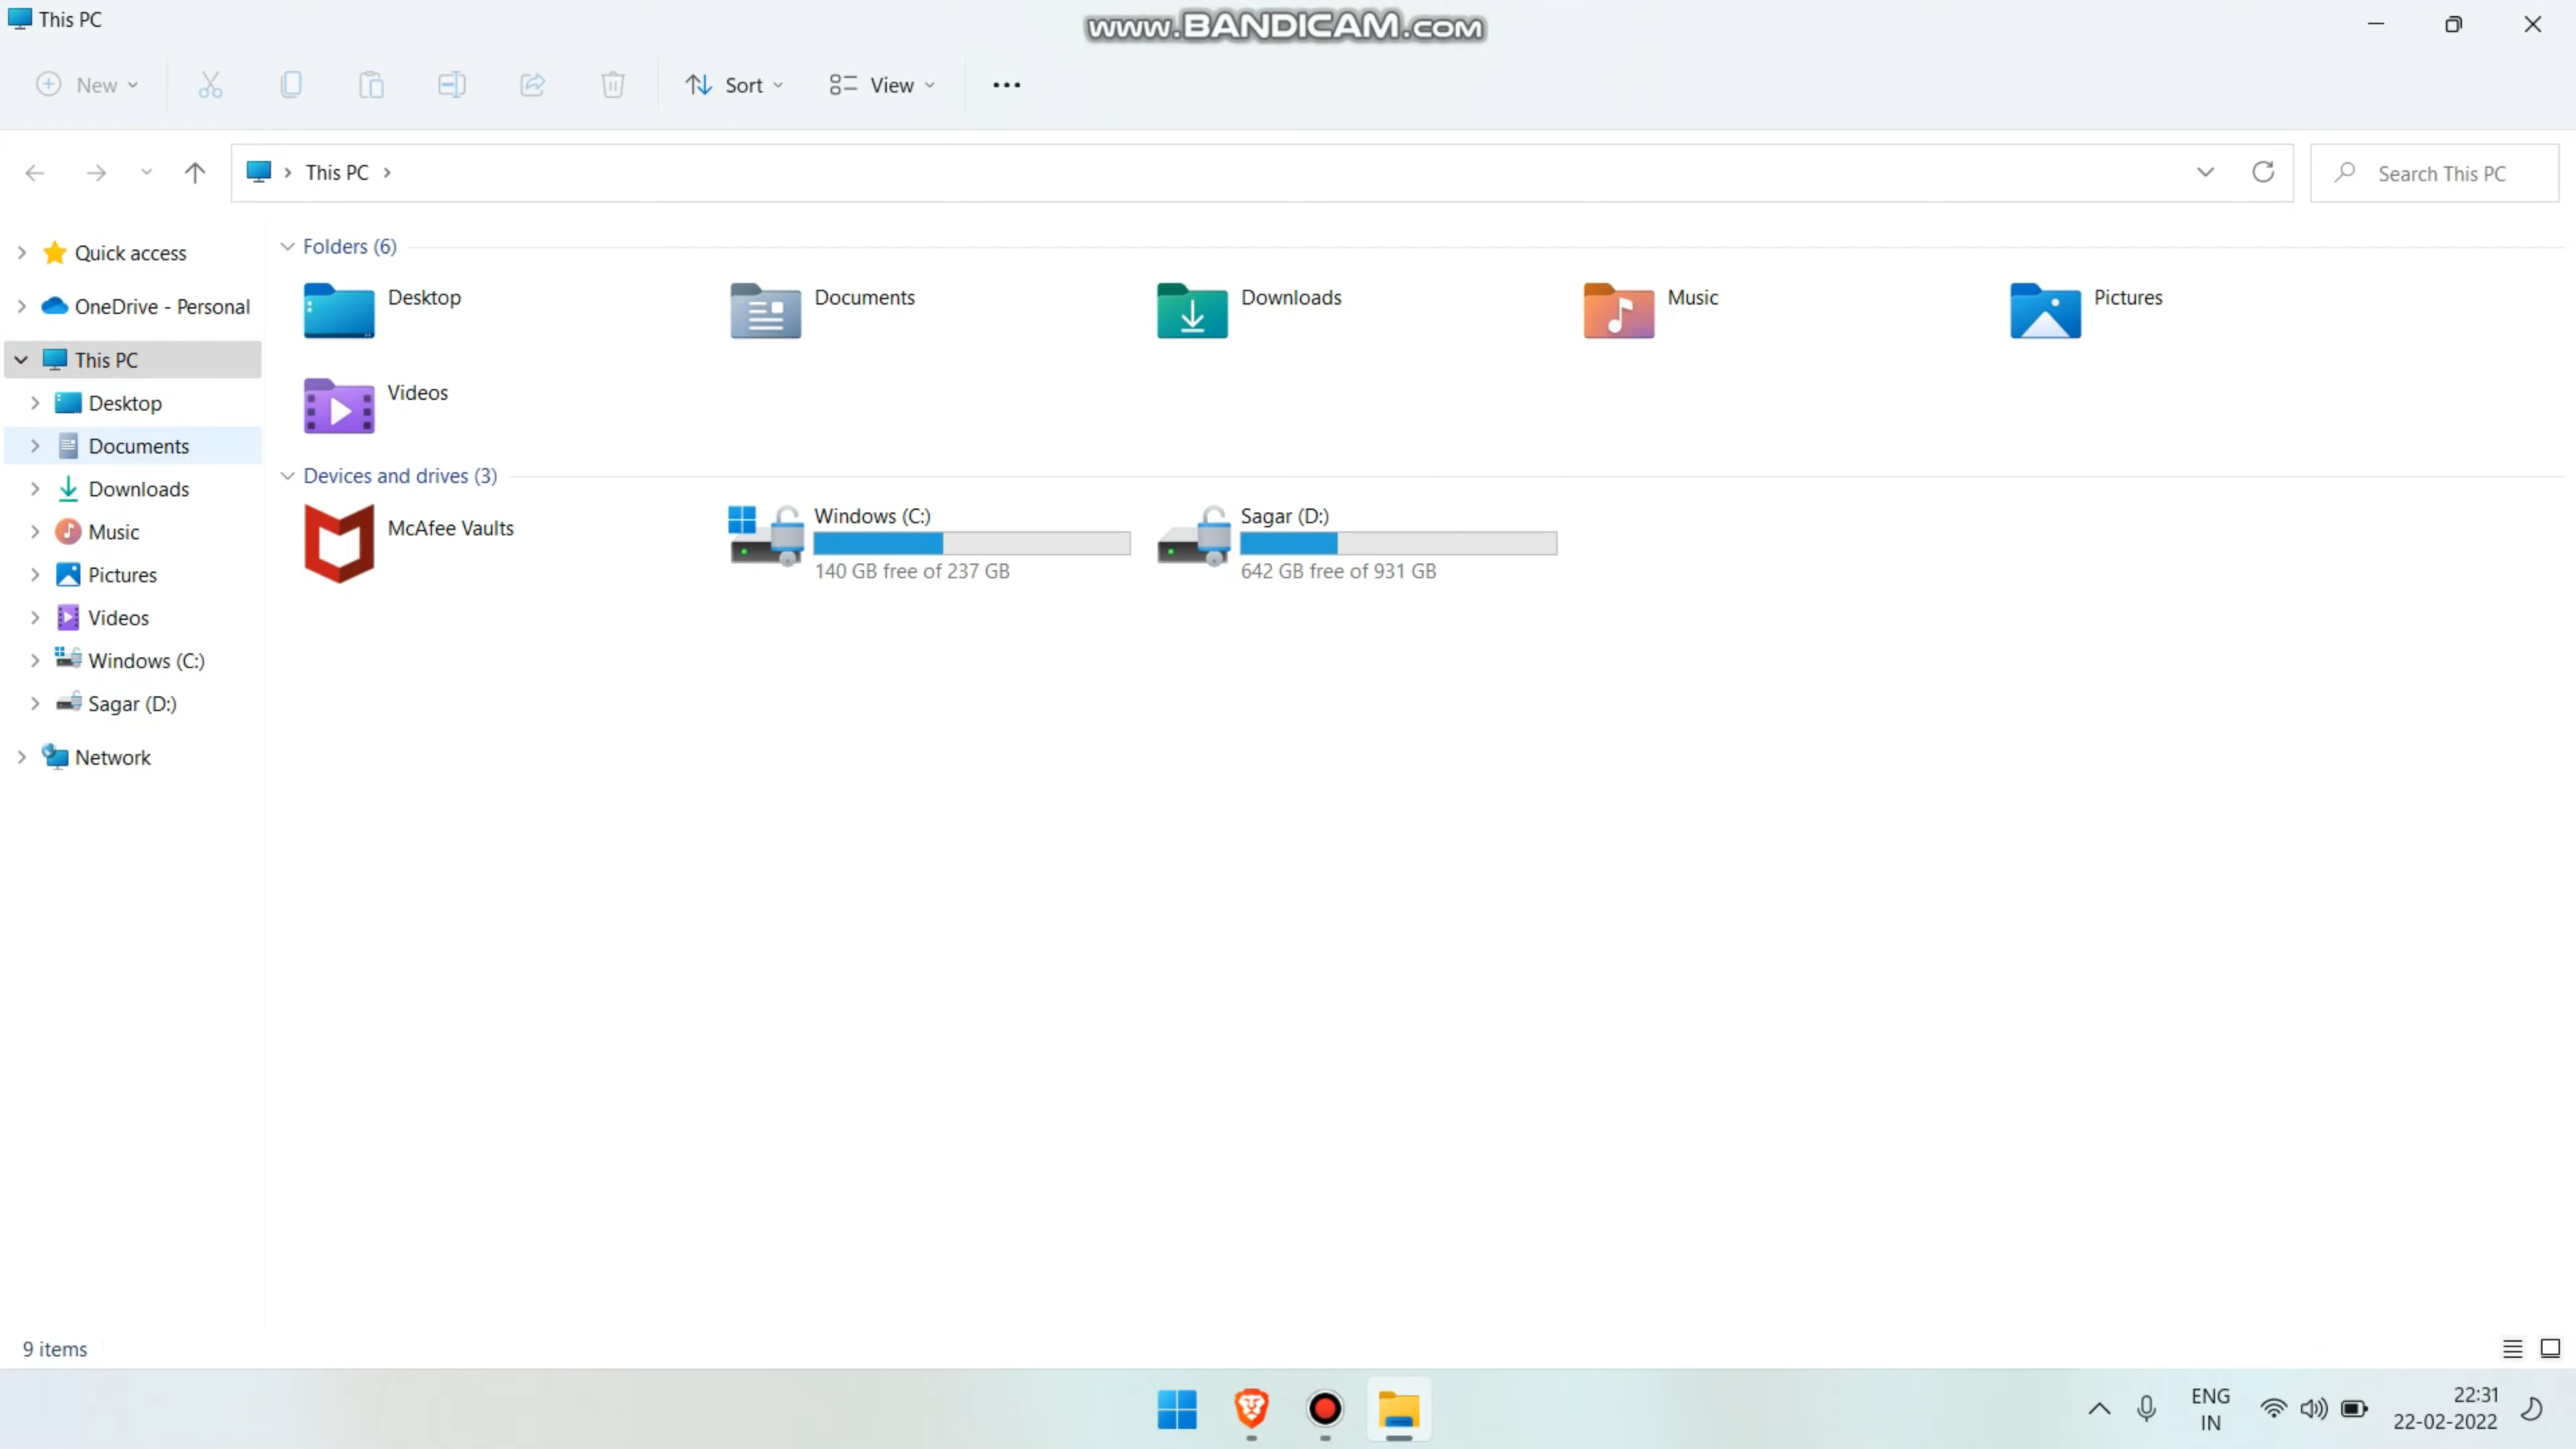 This PC
www.BANDICAM.com
New
Sort
View
This PC
Search This PC
Quick access
OneDrive - Personal
This PC
Desktop
Documents
Downloads
Music
Pictures
Videos
Windows (C:)
Sagar (D:)
Network
Folders (6)
Desktop
Documents
Downloads
Music
Pictures
Videos
Devices and drives (3)
McAfee Vaults
Windows (C:)
140 GB free of 237 GB
Sagar (D:)
642 GB free of 931 GB
9 items
ENG
IN
22:31
22-02-2022